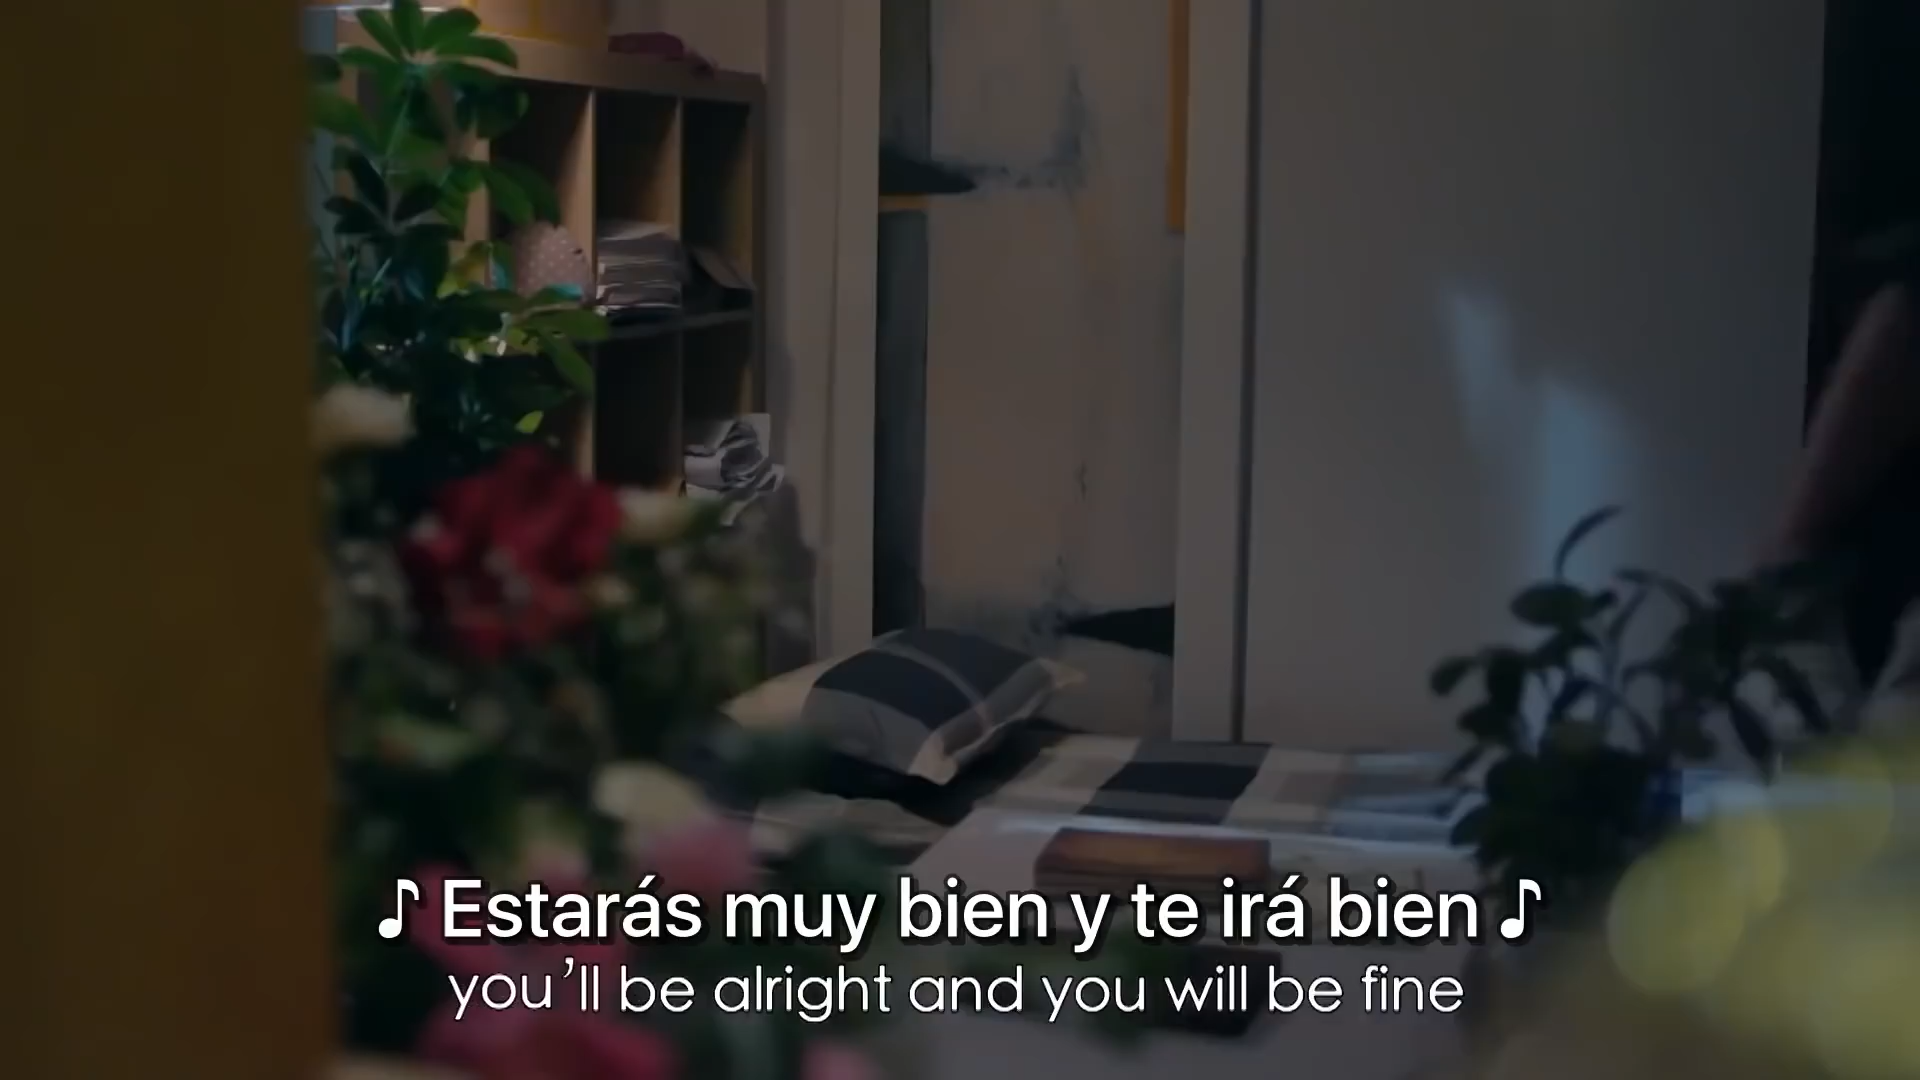 ♪ Estarás muy bien y te irá bien ♪
you'll be alright and you will be fine